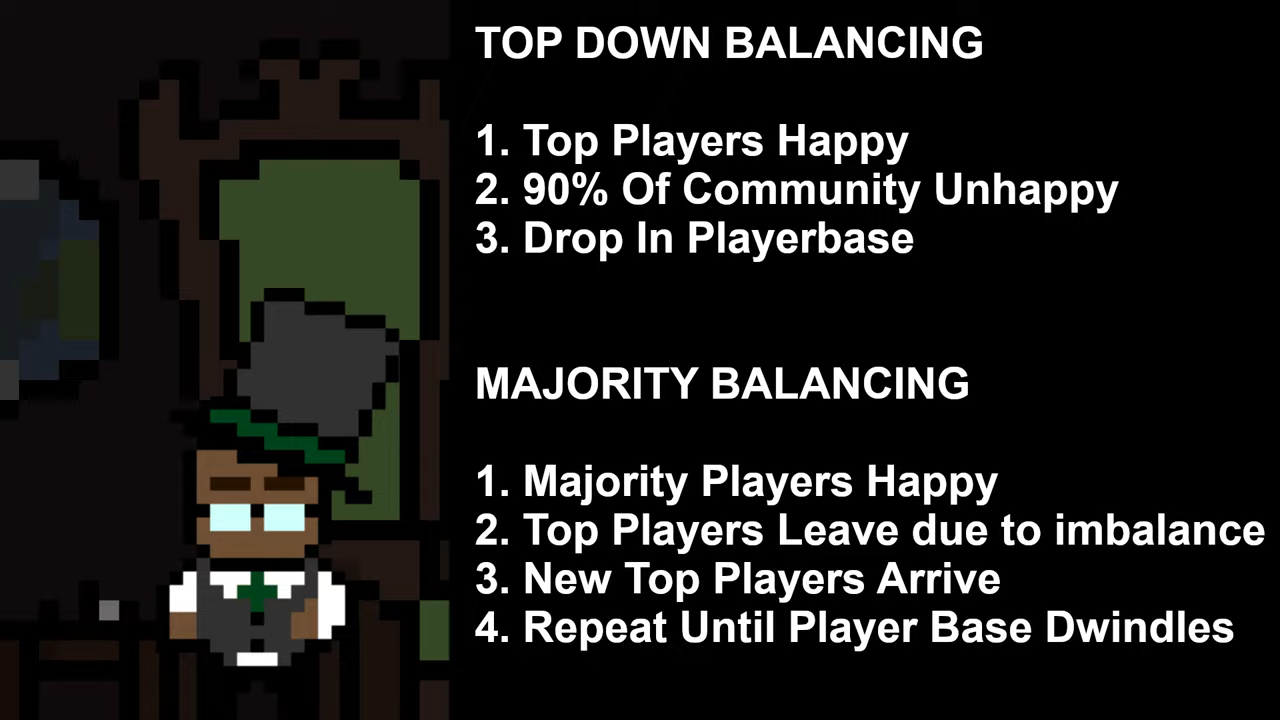 TOP DOWN BALANCING
1. Top Players Happy
2. 90% Of Community Unhappy
3. Drop In Playerbase
MAJORITY BALANCING
1. Majority Players Happy
2. Top Players Leave due to imbalance
3. New Top Players Arrive
4. Repeat Until Player Base Dwindles